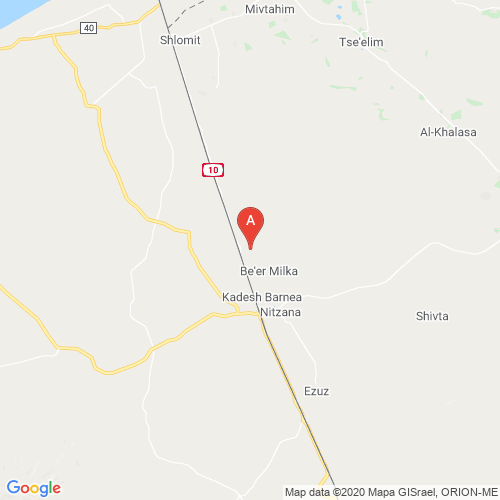 Mivtahim
40
Shlomit
Tse'elim
Al-Khalasa
10
A
Be'er Milka
Kadesh Barnea
Nitzana
Shivta
Ezuz
Google
Map data ©2020 Mapa GISrael, ORION-ME